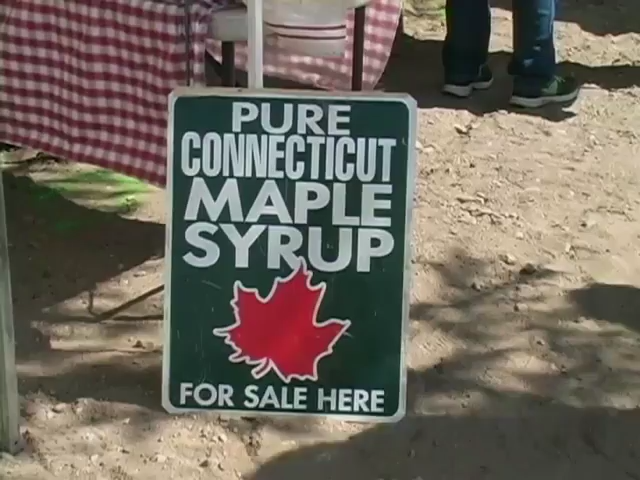 PURE
CONNECTICUT
MAPLE
SYRUP
FOR SALE HERE